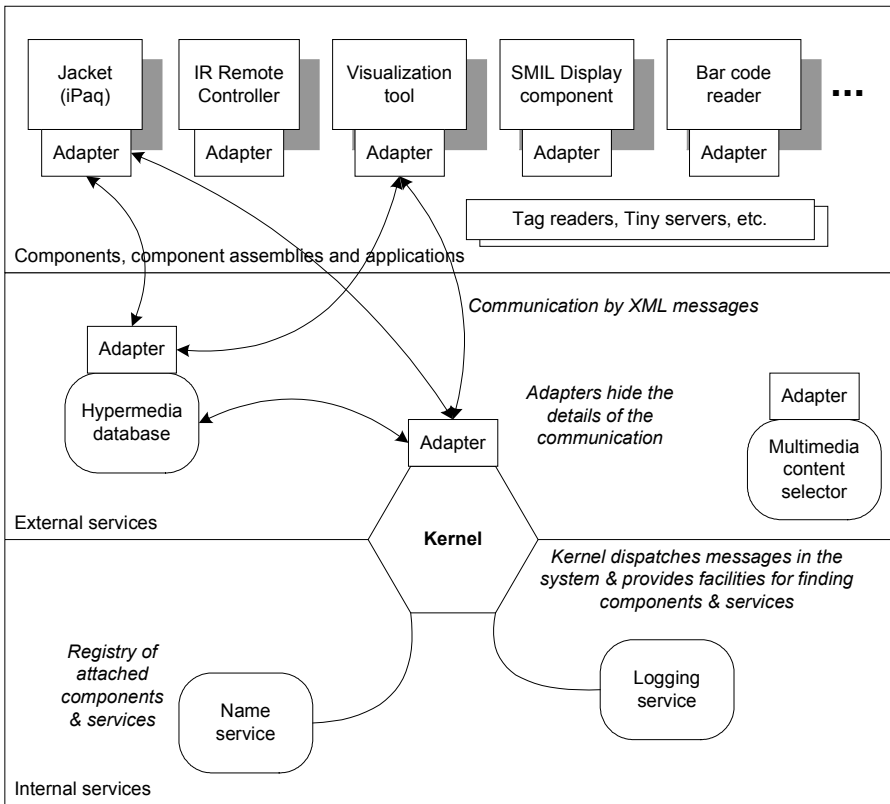 Jacket
(iPaq)
IR Remote
Controller
Visualization
tool
SMIL Display
component
Bar code
reader
...
Adapter
Adapter
Adapter
Adapter
Adapter
Tag readers, Tiny servers, etc.
Components, component assemblies and applications
Communication by XML messages
Adapter
Hypermedia
database
Adapters hide the
details of the
communication
Adapter
Multimedia
content
selector
Adapter
External services
Kernel
Kernel dispatches messages in the
system & provides facilities for finding
components & services
Registry of
attached
components
& services
Name
service
Logging
service
Internal services